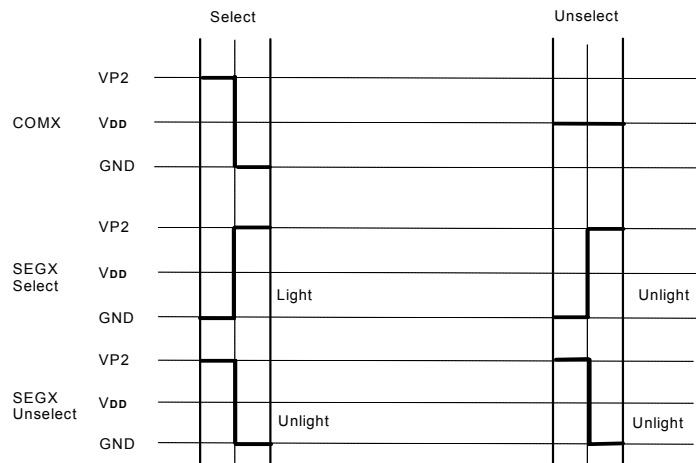 Select Unselect
VP2
COMX VDD
GND
VP2
SEGX
Select
VDD
Light Unlight
GND
VP2
SEGX
Unselect
VDD
Unlight Unlight
GND